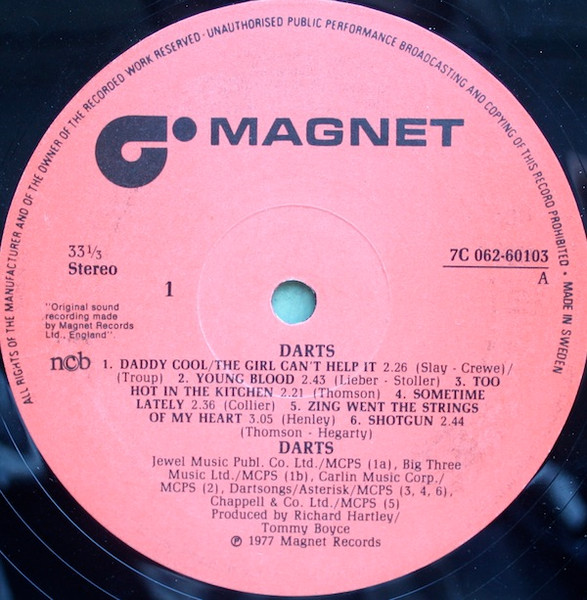 ALL RIGHTS OF THE MANUFACTURER AND OF THE OWNER OF THE RECORDED WORK RESERVED · UNAUTHORISED PUBLIC PERFORMANCE BROADCASTING AND COPYING OF THIS RECORD PROHIBITED • MADE IN SWEDEN
MAGNET
33 1/3
Stereo
1
7C 062-60103
A
"Original sound
recording made
by Magnet Records
Ltd., England".
ncb
DARTS
1. DADDY COOL/THE GIRL CAN'T HELP IT 2.26 (Slay - Crewe)/
(Troup) 2. YOUNG BLOOD 2.43 (Lieber - Stoller) 3. TOO
HOT IN THE KITCHEN 2.21 (Thomson) 4. SOMETIME
LATELY 2.36 (Collier) 5. ZING WENT THE STRINGS
OF MY HEART 3.05 (Henley) 6. SHOTGUN 2.44
(Thomson - Hegarty)
DARTS
Jewel Music Publ. Co. Ltd./MCPS (1a), Big Three
Music Ltd./MCPS (1b), Carlin Music Corp./
MCPS (2), Dartsongs/Asterisk/MCPS (3, 4, 6),
Chappell & Co. Ltd./MCPS (5)
Produced by Richard Hartley/
Tommy Boyce
℗ 1977 Magnet Records